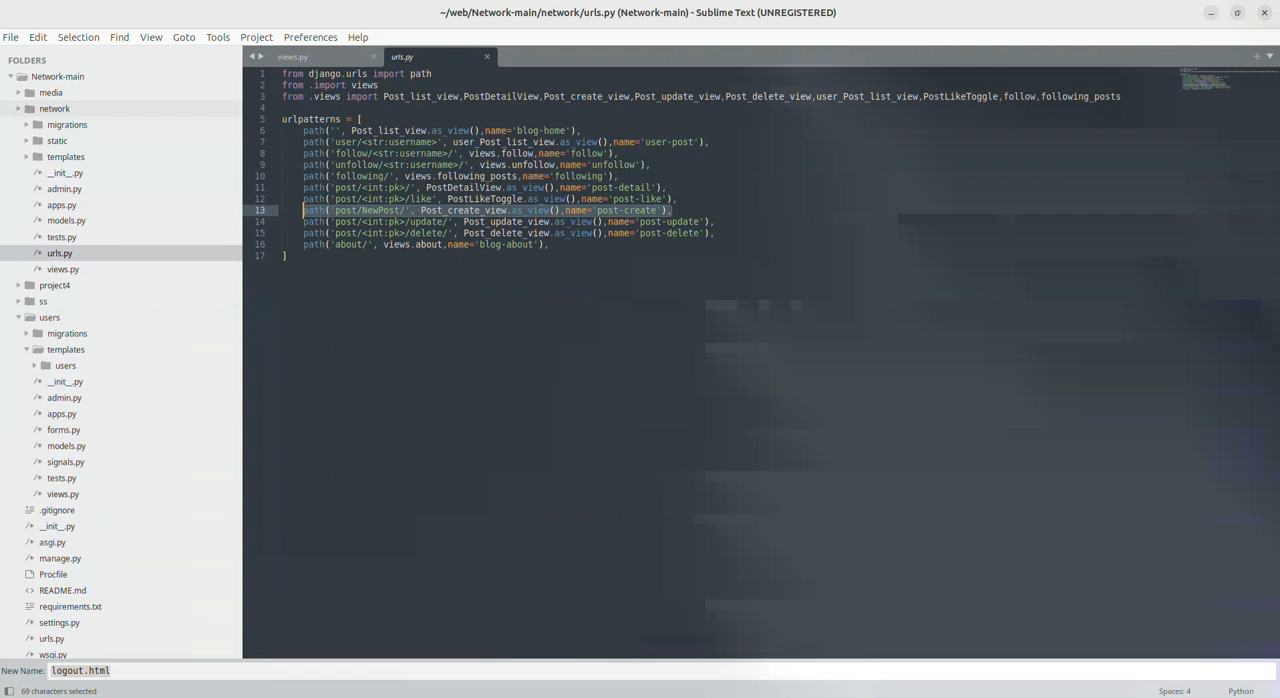 ~/web/Network-main/network/urls.py (Network-main) - Sublime Text (UNREGISTERED)
File Edit Selection Find View Goto Tools Project Preferences Help
FOLDERS
Network-main
media
network
migrations
static
templates
__init__.py
admin.py
apps.py
models.py
tests.py
urls.py
views.py
project4
ss
users
migrations
templates
users
__init__.py
admin.py
apps.py
forms.py
models.py
signals.py
tests.py
views.py
.gitignore
__init__.py
asgi.py
manage.py
Procfile
README.md
requirements.txt
settings.py
urls.py
wsgi.py
views.py urls.py
1 from django.urls import path
2 from .import views
3 from .views import Post_list_view,PostDetailView,Post_create_view,Post_update_view,Post_delete_view,user_Post_list_view,PostLikeToggle,follow,following_posts
4
5 urlpatterns = [
6 path('', Post_list_view.as_view(),name='blog-home'),
7 path('user/<str:username>', user_Post_list_view.as_view(),name='user-post'),
8 path('follow/<str:username>/', views.follow,name='follow'),
9 path('unfollow/<str:username>/', views.unfollow,name='unfollow'),
10 path('following/', views.following_posts,name='following'),
11 path('post/<int:pk>/', PostDetailView.as_view(),name='post-detail'),
12 path('post/<int:pk>/like', PostLikeToggle.as_view(),name='post-like'),
13 path('post/NewPost/', Post_create_view.as_view(),name='post-create'),
14 path('post/<int:pk>/update/', Post_update_view.as_view(),name='post-update'),
15 path('post/<int:pk>/delete/', Post_delete_view.as_view(),name='post-delete'),
16 path('about/', views.about,name='blog-about'),
17 ]
New Name: logout.html
69 characters selected Spaces: 4 Python